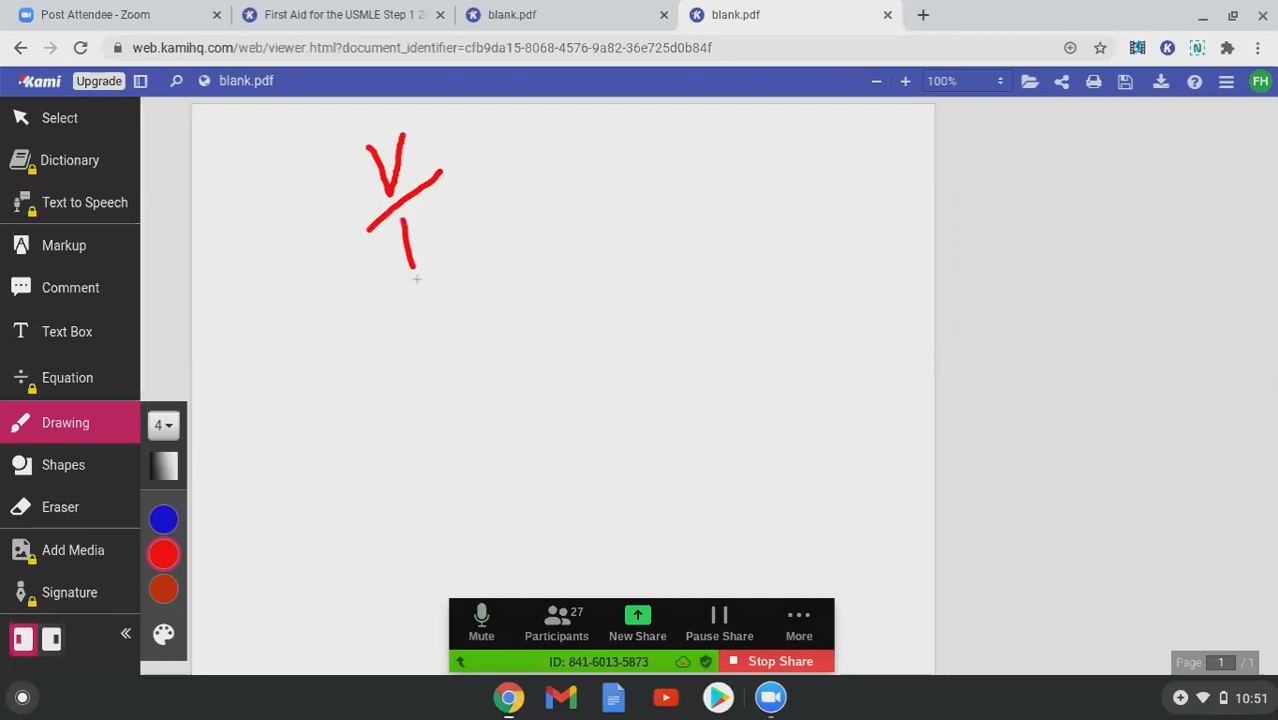 Post Attendee - Zoom
First Aid for the USMLE Step 1 2
blank.pdf
blank.pdf
web.kamihq.com/web/viewer.html?document_identifier=cfb9da15-8068-4576-9a82-36e725d0b84f
Kami
Upgrade
blank.pdf
100%
FH
Select
Dictionary
Text to Speech
Markup
Comment
Text Box
Equation
Drawing
4
Shapes
Eraser
Add Media
Signature
V/
27
Mute
Participants
New Share
Pause Share
More
ID: 841-6013-5873
Stop Share
Page 1 / 1
10:51